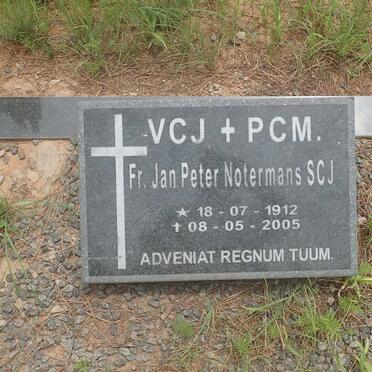 VCJ + PCM.
Fr. Jan Peter Notermans SCJ
★ 18 - 07 - 1912
✝ 08 - 05 - 2005
ADVENIAT REGNUM TUUM.